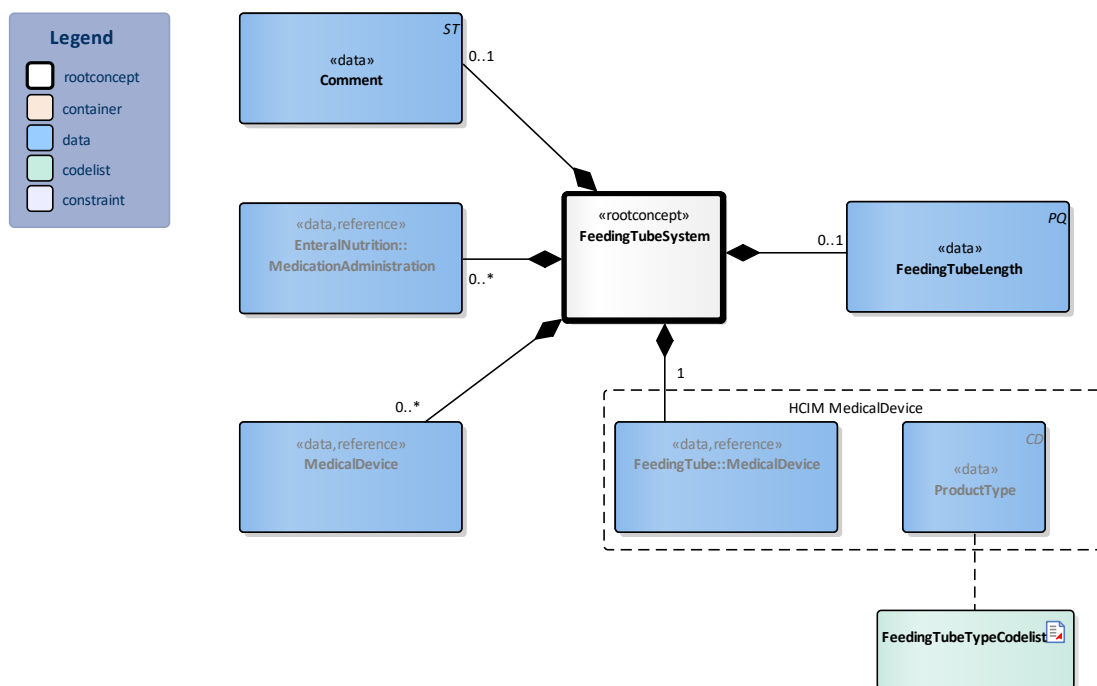 Legend
rootconcept
container
data
codelist
constraint
ST
«data»
Comment
0..1
«data,reference»
EnteralNutrition::
MedicationAdministration
0..*
«rootconcept»
FeedingTubeSystem
PQ
«data»
FeedingTubeLength
0..1
0..*
«data,reference»
MedicalDevice
1
HCIM MedicalDevice
«data,reference»
FeedingTube::MedicalDevice
CD
«data»
ProductType
FeedingTubeTypeCodelist